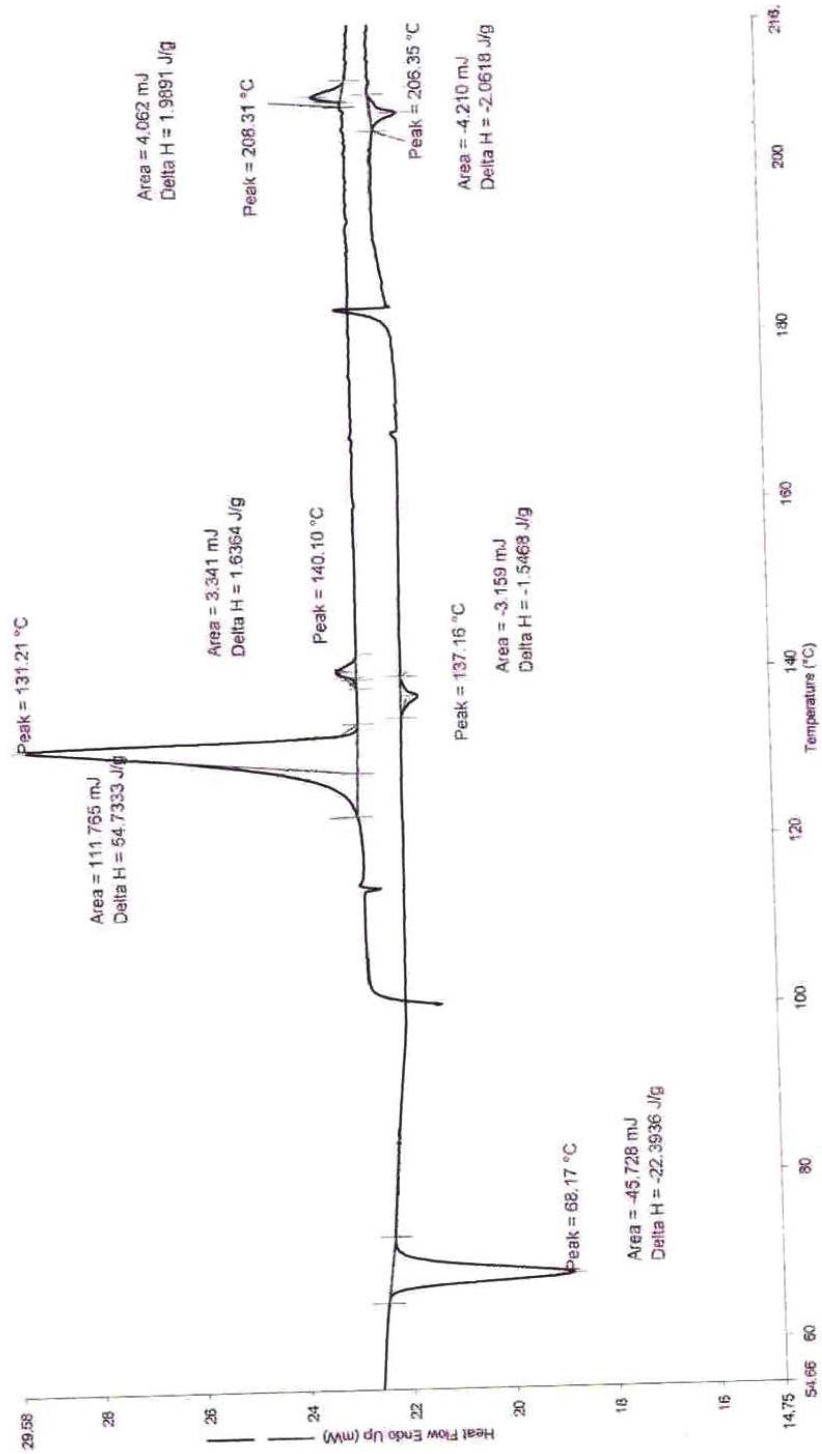 29.58
28
26
24
22
20
18
16
14.75
Heat Flow Endo Up (mW)
54.66
60
80
100
120
140
160
180
200
216.
Temperature (°C)
Peak = 131.21 °C
Area = 111.765 mJ
Delta H = 54.7333 J/g
Area = 3.341 mJ
Delta H = 1.6364 J/g
Peak = 140.10 °C
Area = 4.062 mJ
Delta H = 1.9891 J/g
Peak = 208.31 °C
Peak = 206.35 °C
Area = -4.210 mJ
Delta H = -2.0618 J/g
Peak = 137.16 °C
Area = -3.159 mJ
Delta H = -1.5468 J/g
Peak = 68.17 °C
Area = -45.728 mJ
Delta H = -22.3936 J/g